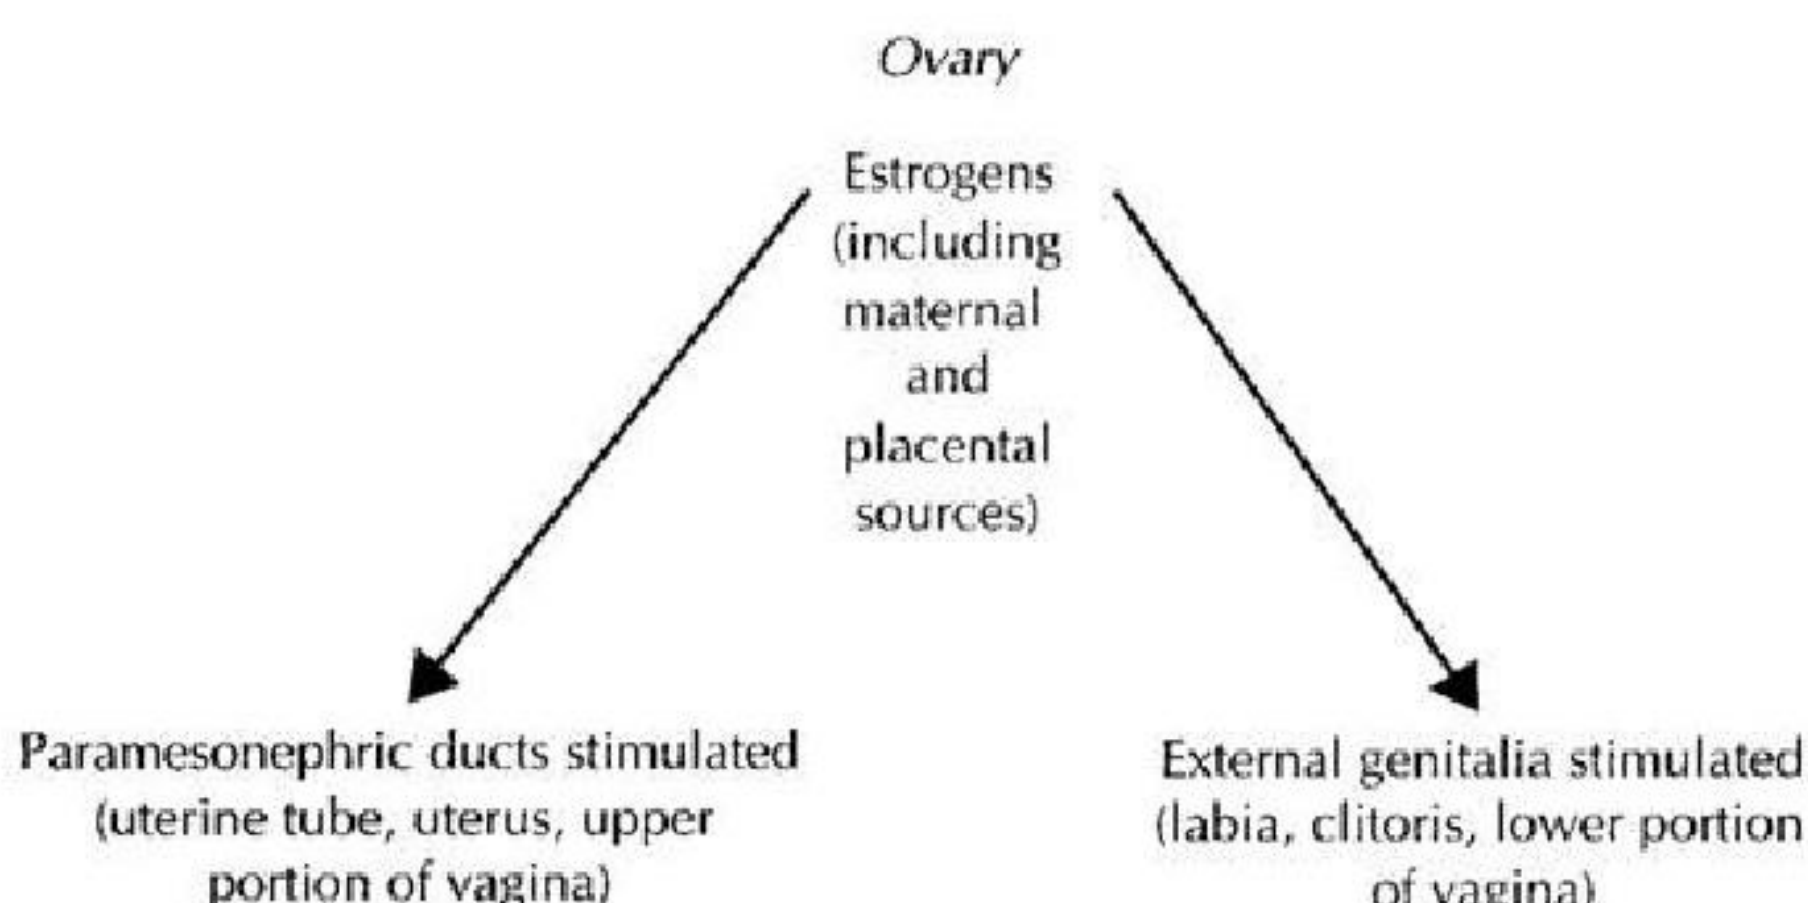 Ovary
Estrogens
(including
maternal
and
placental
sources)
Paramesonephric ducts stimulated
(uterine tube, uterus, upper
portion of vagina)
External genitalia stimulated
(labia, clitoris, lower portion
of vagina)